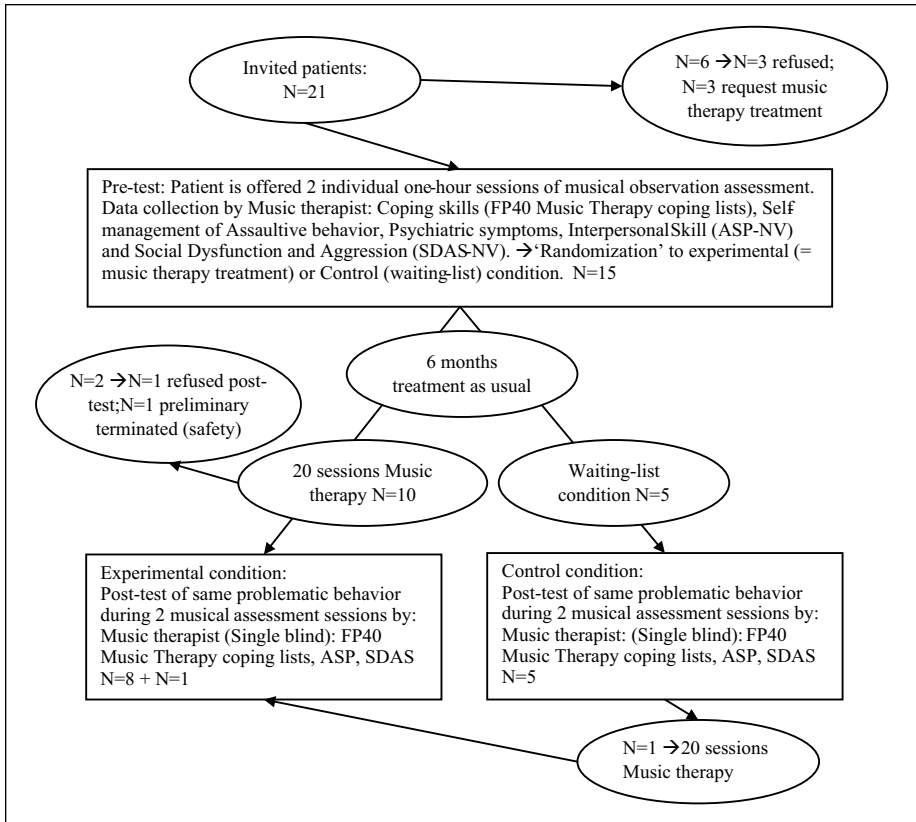 Invited patients:
N=21
N=6 →N=3 refused;
N=3 request music
therapy treatment
Pre-test: Patient is offered 2 individual one-hour sessions of musical observation assessment.
Data collection by Music therapist: Coping skills (FP40 Music Therapy coping lists), Self-
management of Assaultive behavior, Psychiatric symptoms, Interpersonal Skill (ASP-NV)
and Social Dysfunction and Aggression (SDAS-NV). →‘Randomization’ to experimental (=
music therapy treatment) or Control (waiting-list) condition. N=15
6 months
treatment as usual
N=2 →N=1 refused post-
test;N=1 preliminary
terminated (safety)
20 sessions Music
therapy N=10
Waiting-list
condition N=5
Experimental condition:
Post-test of same problematic behavior
during 2 musical assessment sessions by:
Music therapist (Single blind): FP40
Music Therapy coping lists, ASP, SDAS
N=8 + N=1
Control condition:
Post-test of same problematic behavior
during 2 musical assessment sessions by:
Music therapist: (Single blind): FP40
Music Therapy coping lists, ASP, SDAS
N=5
N=1 →20 sessions
Music therapy